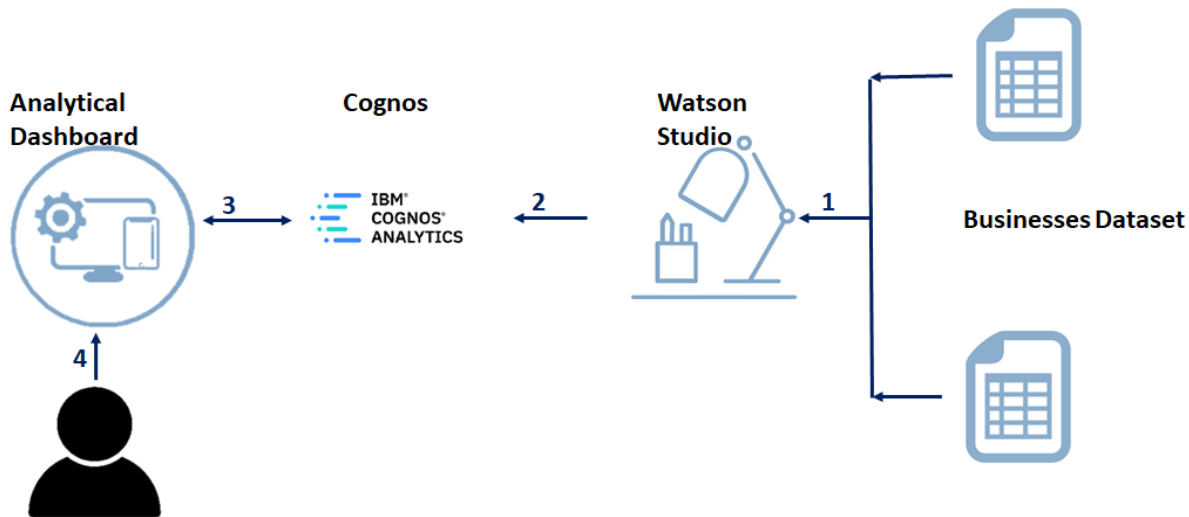 Analytical
Dashboard
Cognos
Watson
Studio
3
IBM®
COGNOS®
ANALYTICS
2
1
Businesses Dataset
4